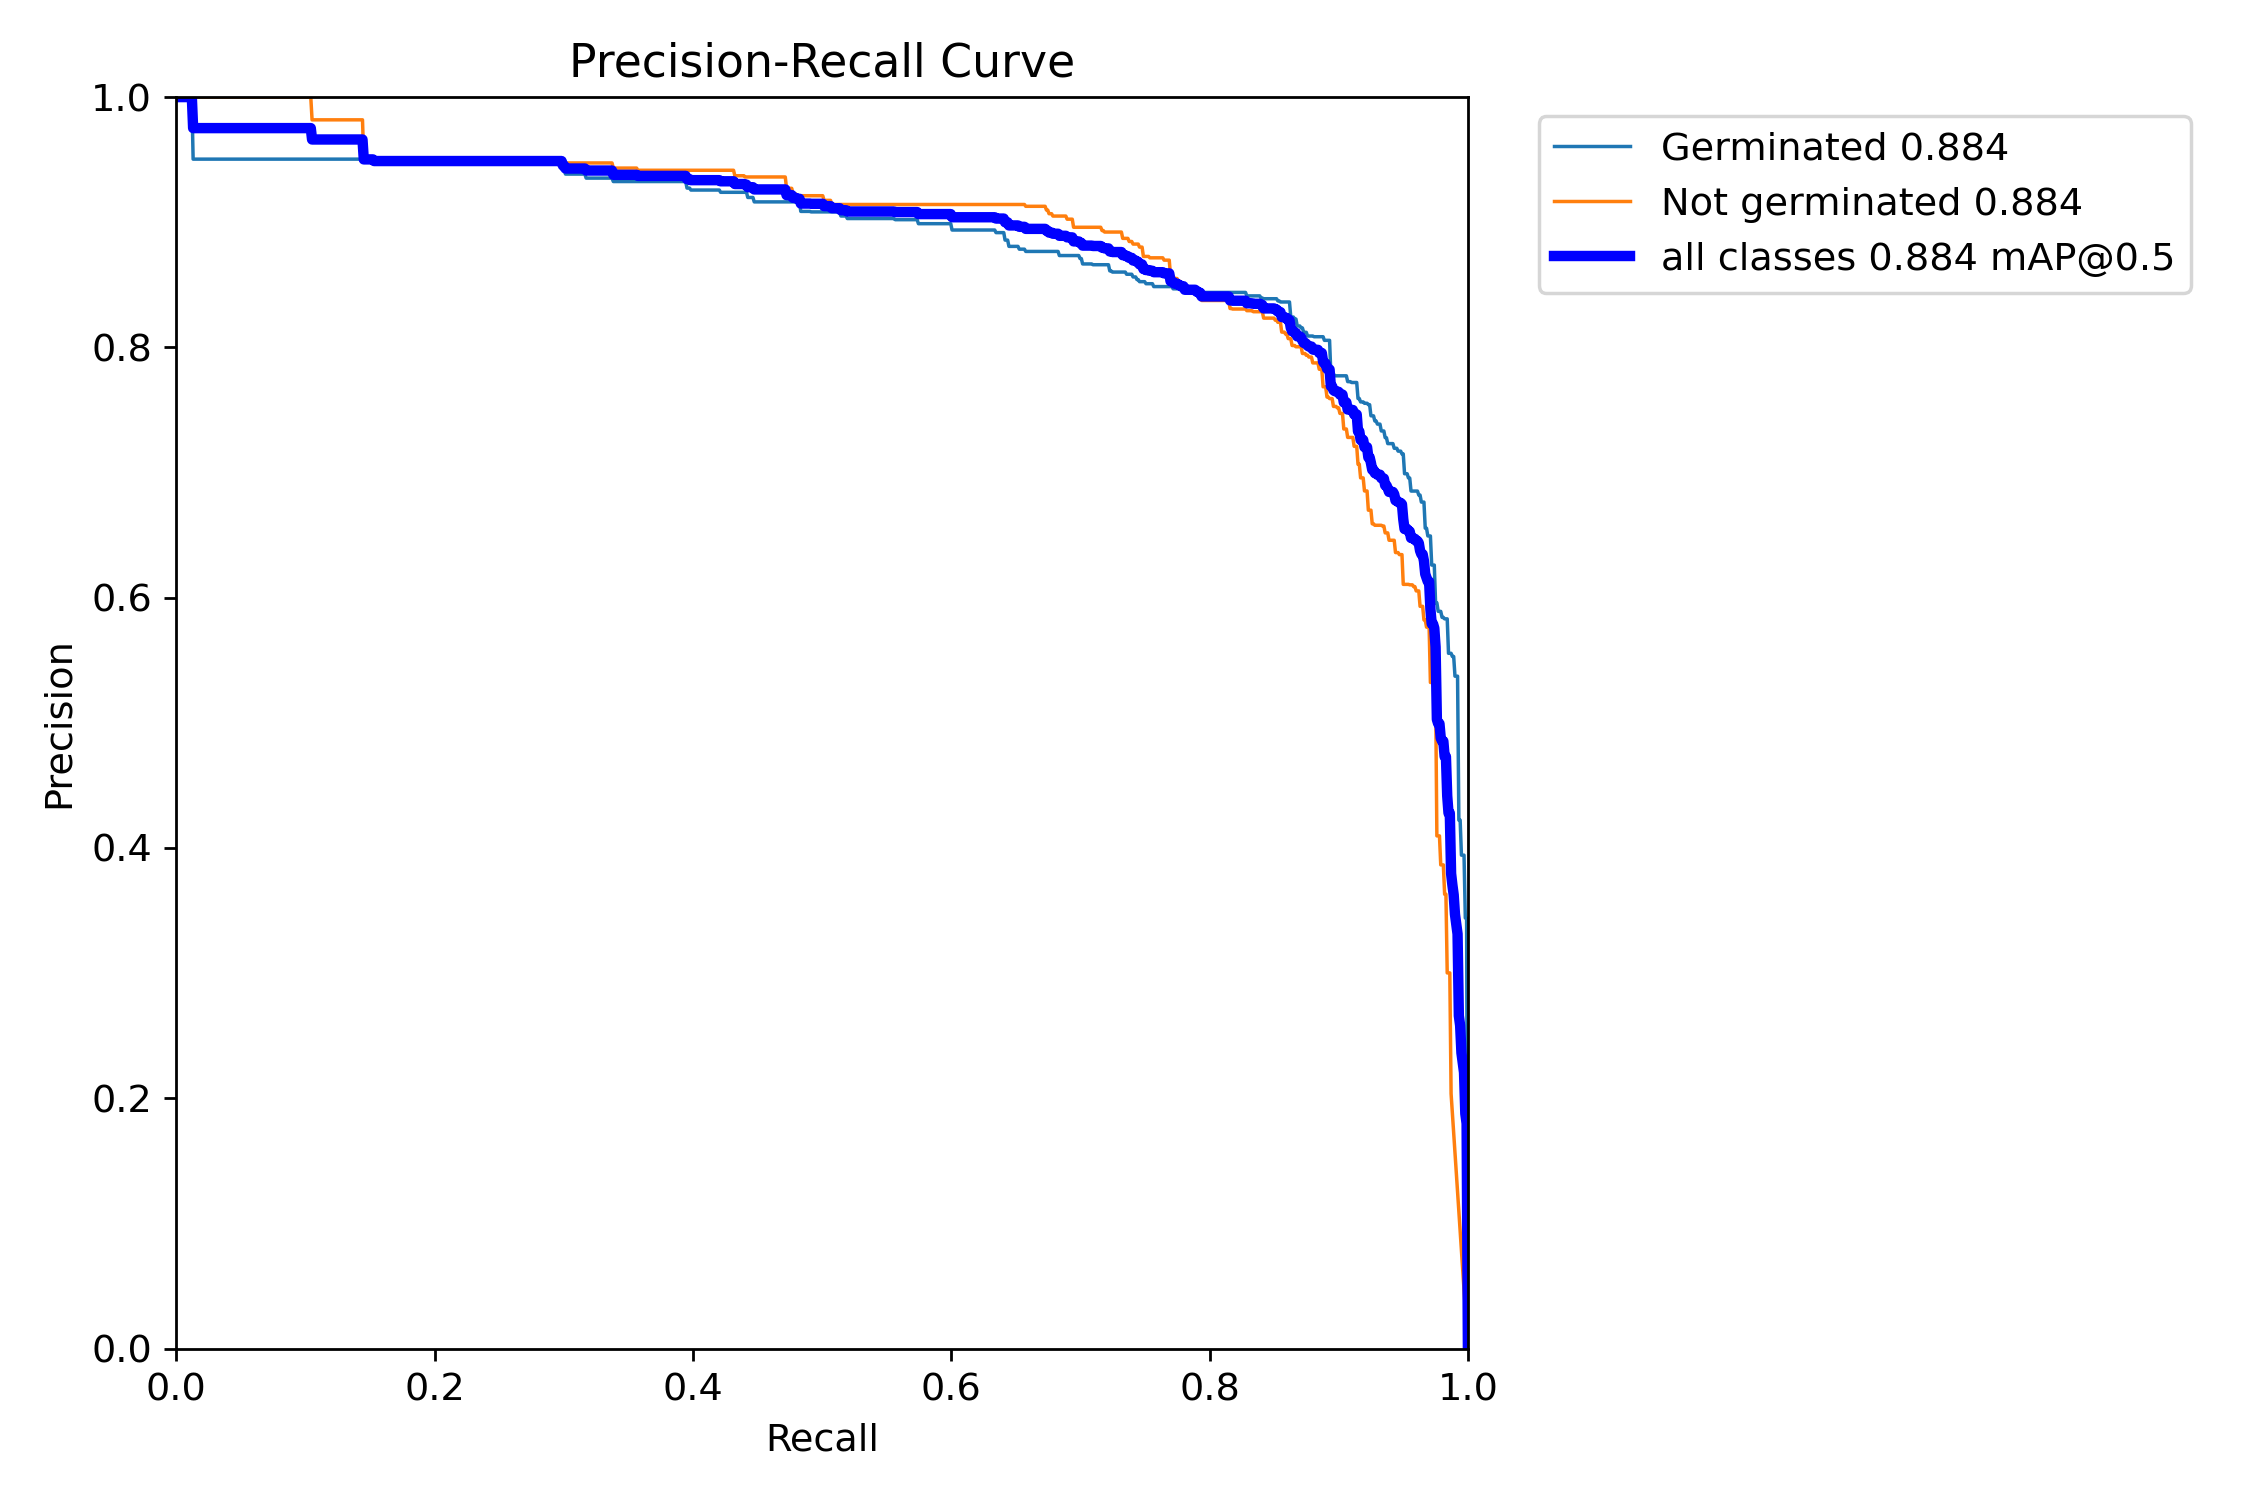 Precision-Recall Curve
1.0
0.8
0.6
0.4
0.2
0.0
Precision
0.0 0.2 0.4 0.6 0.8 1.0
Recall
Germinated 0.884
Not germinated 0.884
all classes 0.884 mAP@0.5